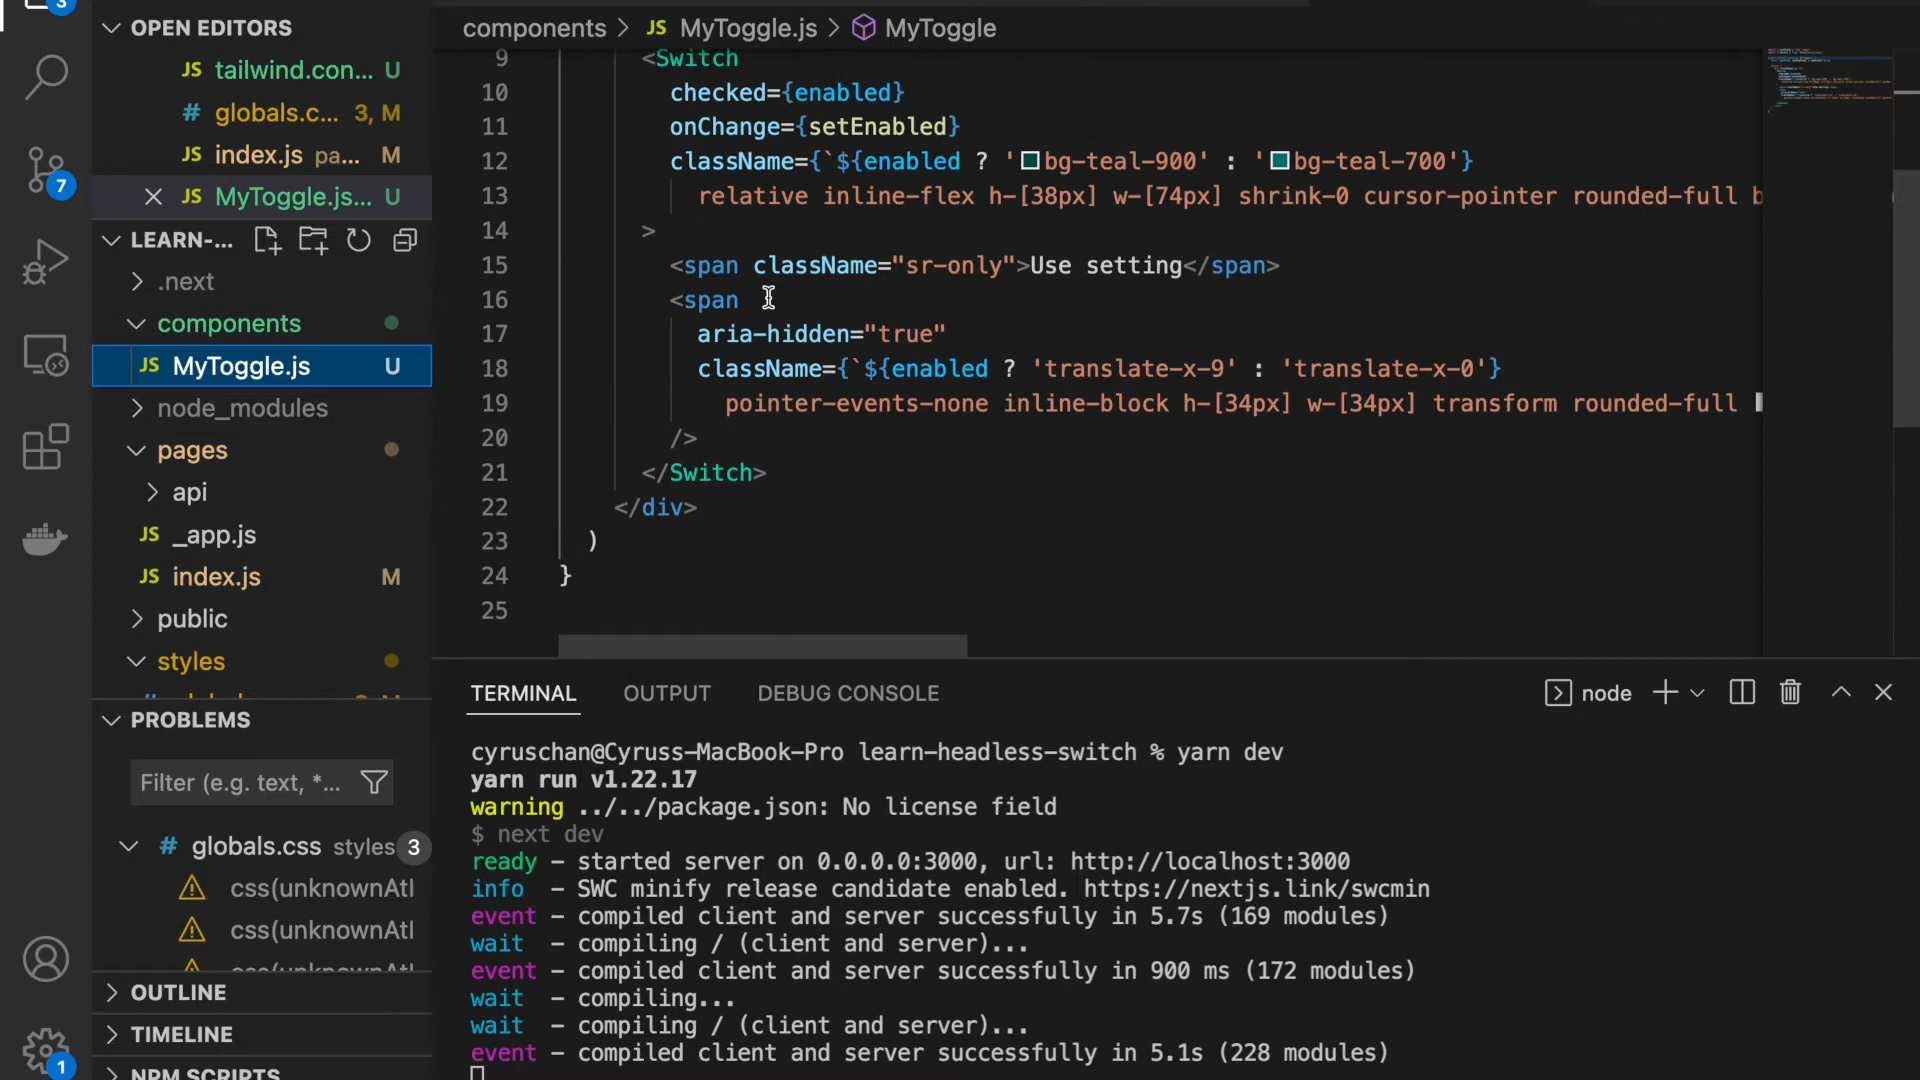 3
OPEN EDITORS
JS tailwind.con... U
# globals.c... 3, M
JS index.js pa... M
JS MyToggle.js... U
LEARN-...
.next
components
JS MyToggle.js U
node_modules
pages
api
JS _app.js
JS index.js M
public
styles
PROBLEMS
Filter (e.g. text, *...
# globals.css styles 3
css(unknownAtl
css(unknownAtl
css(unknownAtl
OUTLINE
TIMELINE
NPM SCRIPTS
7
1
components > JS MyToggle.js > MyToggle
9 <Switch
10 checked={enabled}
11 onChange={setEnabled}
12 className={`${enabled ? 'bg-teal-900' : 'bg-teal-700'}
13 relative inline-flex h-[38px] w-[74px] shrink-0 cursor-pointer rounded-full b
14 >
15 <span className="sr-only">Use setting</span>
16 <span
17 aria-hidden="true"
18 className={`${enabled ? 'translate-x-9' : 'translate-x-0'}
19 pointer-events-none inline-block h-[34px] w-[34px] transform rounded-full
20 />
21 </Switch>
22 </div>
23 )
24 }
25
TERMINAL OUTPUT DEBUG CONSOLE node
cyruschan@Cyruss-MacBook-Pro learn-headless-switch % yarn dev
yarn run v1.22.17
warning ../../package.json: No license field
$ next dev
ready - started server on 0.0.0.0:3000, url: http://localhost:3000
info - SWC minify release candidate enabled. https://nextjs.link/swcmin
event - compiled client and server successfully in 5.7s (169 modules)
wait - compiling / (client and server)...
event - compiled client and server successfully in 900 ms (172 modules)
wait - compiling...
wait - compiling / (client and server)...
event - compiled client and server successfully in 5.1s (228 modules)